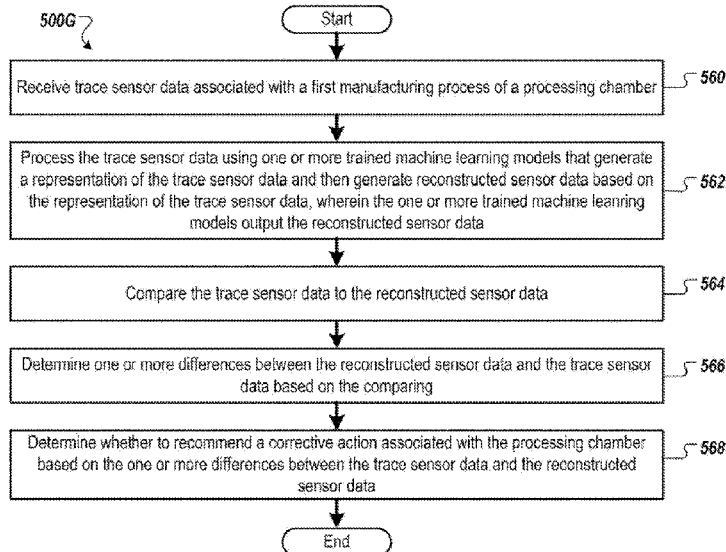 500G
Start
Receive trace sensor data associated with a first manufacturing process of a processing chamber
560
Process the trace sensor data using one or more trained machine learning models that generate
a representation of the trace sensor data and then generate reconstructed sensor data based on
the representation of the trace sensor data, wherein the one or more trained machine leanring
models output the reconstructed sensor data
562
Compare the trace sensor data to the reconstructed sensor data
564
Determine one or more differences between the reconstructed sensor data and the trace sensor
data based on the comparing
566
Determine whether to recommend a corrective action associated with the processing chamber
based on the one or more differences between the trace sensor data and the reconstructed
sensor data
568
End